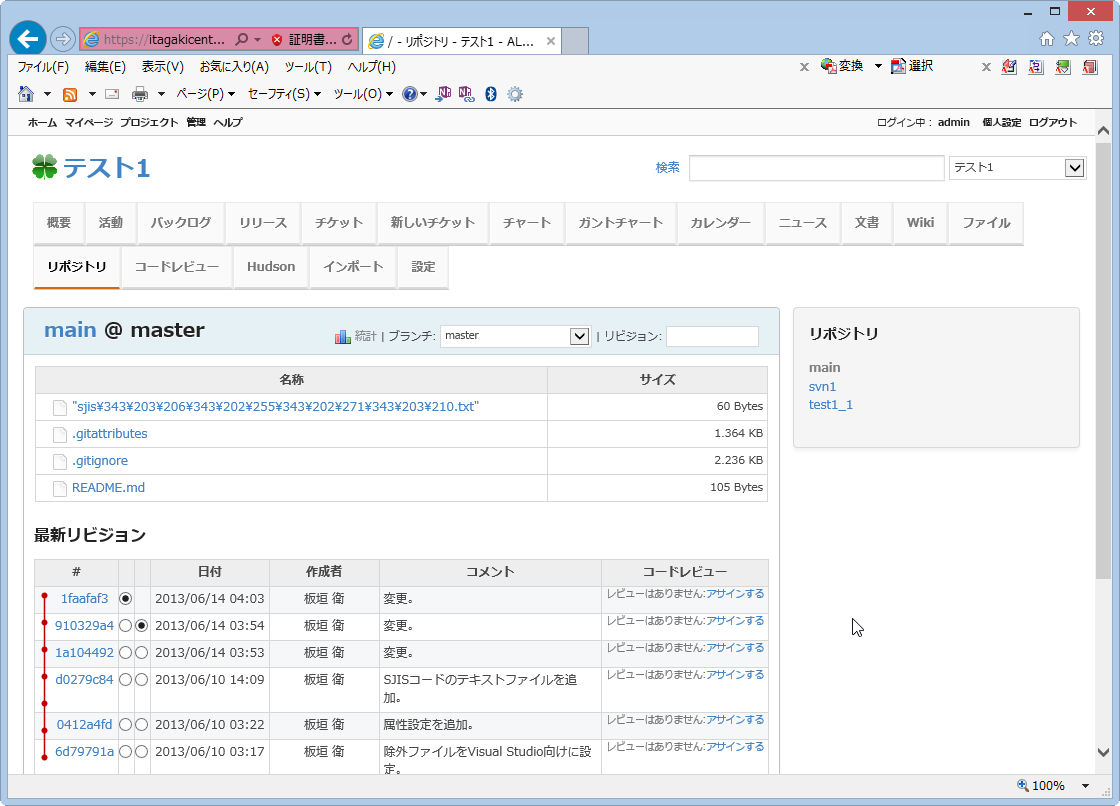 https://itagakicent...
証明書...
/ - リポジトリ - テスト1 - AL...
ファイル(F) 編集(E) 表示(V) お気に入り(A) ツール(T) ヘルプ(H)
変換 選択
ページ(P) セーフティ(S) ツール(O)
ホーム マイページ プロジェクト 管理 ヘルプ
ログイン中: admin 個人設定 ログアウト
テスト1
検索
テスト1
概要 活動 バックログ リリース チケット 新しいチケット チャート ガントチャート カレンダー ニュース 文書 Wiki ファイル
リポジトリ コードレビュー Hudson インポート 設定
main @ master
統計 | ブランチ: master | リビジョン:
名称 サイズ
"sjis¥343¥203¥206¥343¥202¥255¥343¥202¥271¥343¥203¥210.txt" 60 Bytes
.gitattributes 1.364 KB
.gitignore 2.236 KB
README.md 105 Bytes
リポジトリ
main
svn1
test1_1
最新リビジョン
# 日付 作成者 コメント コードレビュー
1faafaf3 2013/06/14 04:03 板垣 衛 変更。 レビューはありません:アサインする
910329a4 2013/06/14 03:54 板垣 衛 変更。 レビューはありません:アサインする
1a104492 2013/06/14 03:53 板垣 衛 変更。 レビューはありません:アサインする
d0279c84 2013/06/10 14:09 板垣 衛 SJISコードのテキストファイルを追 レビューはありません:アサインする
加。
0412a4fd 2013/06/10 03:22 板垣 衛 属性設定を追加。 レビューはありません:アサインする
6d79791a 2013/06/10 03:17 板垣 衛 除外ファイルをVisual Studio向けに設 レビューはありません:アサインする
定。
100%